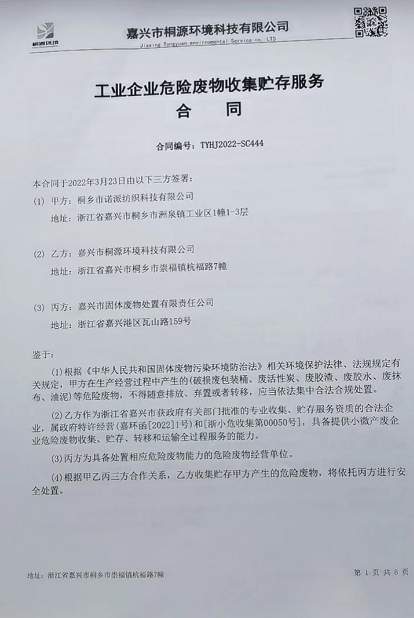 桐源环境
嘉兴市桐源环境科技有限公司
Jiaxing Tongyuan environmental Service co. LTD
工业企业危险废物收集贮存服务
合 同
合同编号：TYHJ2022-SC444
本合同于2022年3月23日由以下三方签署：
(1) 甲方：桐乡市诺派纺织科技有限公司
地址：浙江省嘉兴市桐乡市洲泉镇工业区1幢1-3层
(2) 乙方：嘉兴市桐源环境科技有限公司
地址：浙江省嘉兴市桐乡市崇福镇杭福路7幢
(3) 丙方：嘉兴市固体废物处置有限责任公司
地址：浙江省嘉兴港区瓦山路159号
鉴于：
(1)根据《中华人民共和国固体废物污染环境防治法》相关环境保护法律、法规规定有
关规定，甲方在生产经营过程中产生的(破损废包装桶、废活性炭、废胶渣、废胶水、废抹
布、油泥)等危险废物，不得随意排放、弃置或者转移，应当依法集中合法合规处置。
(2)乙方作为浙江省嘉兴市获政府有关部门批准的专业收集、贮存服务资质的合法企
业，属政府特许经营(嘉环函[2022]1号)和[浙小危收集第00050号]，具备提供小微产废企
业危险废物收集、贮存、转移和运输全过程服务的能力。
(3)丙方为具备处置相应危险废物能力的危险废物经营单位。
(4)根据甲乙丙三方合作关系，乙方收集贮存甲方产生的危险废物，将依托丙方进行安
全处置。
地址：浙江省嘉兴市桐乡市崇福镇杭福路7幢
第 1 页 共 6 页